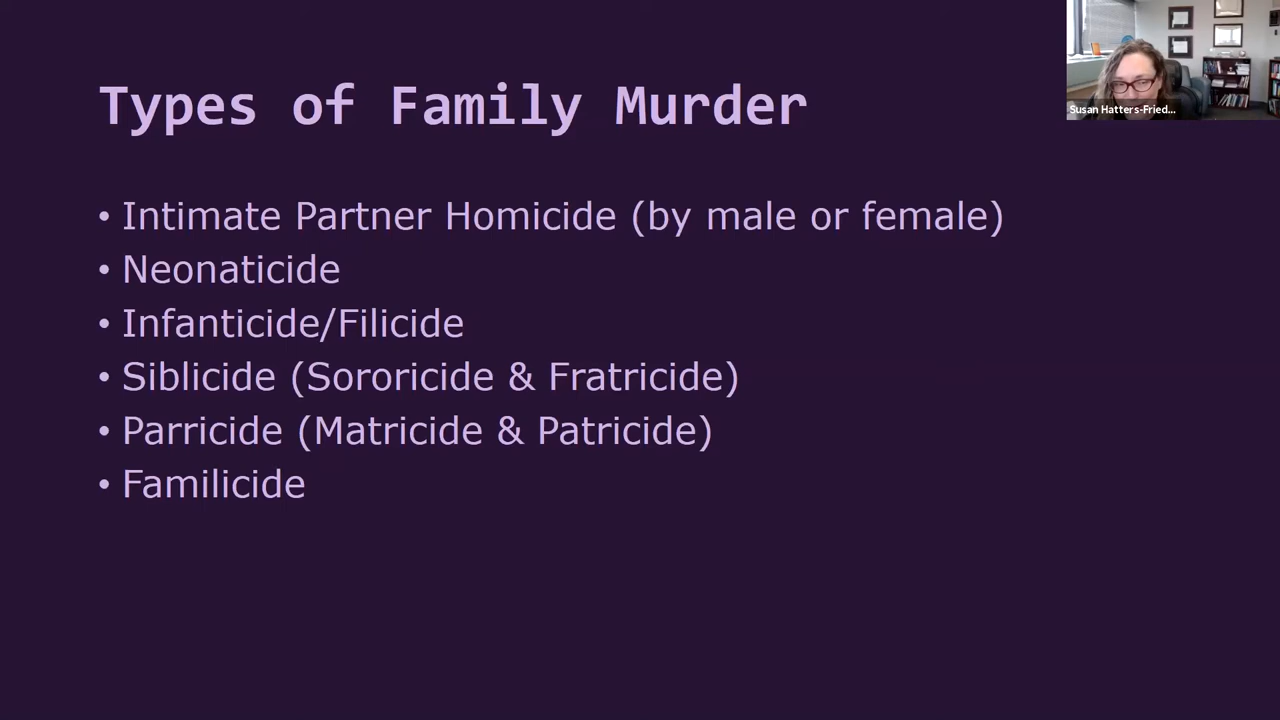 Types of Family Murder
• Intimate Partner Homicide (by male or female)
• Neonaticide
• Infanticide/Filicide
• Siblicide (Sororicide & Fratricide)
• Parricide (Matricide & Patricide)
• Familicide
Susan Hatters-Fried...